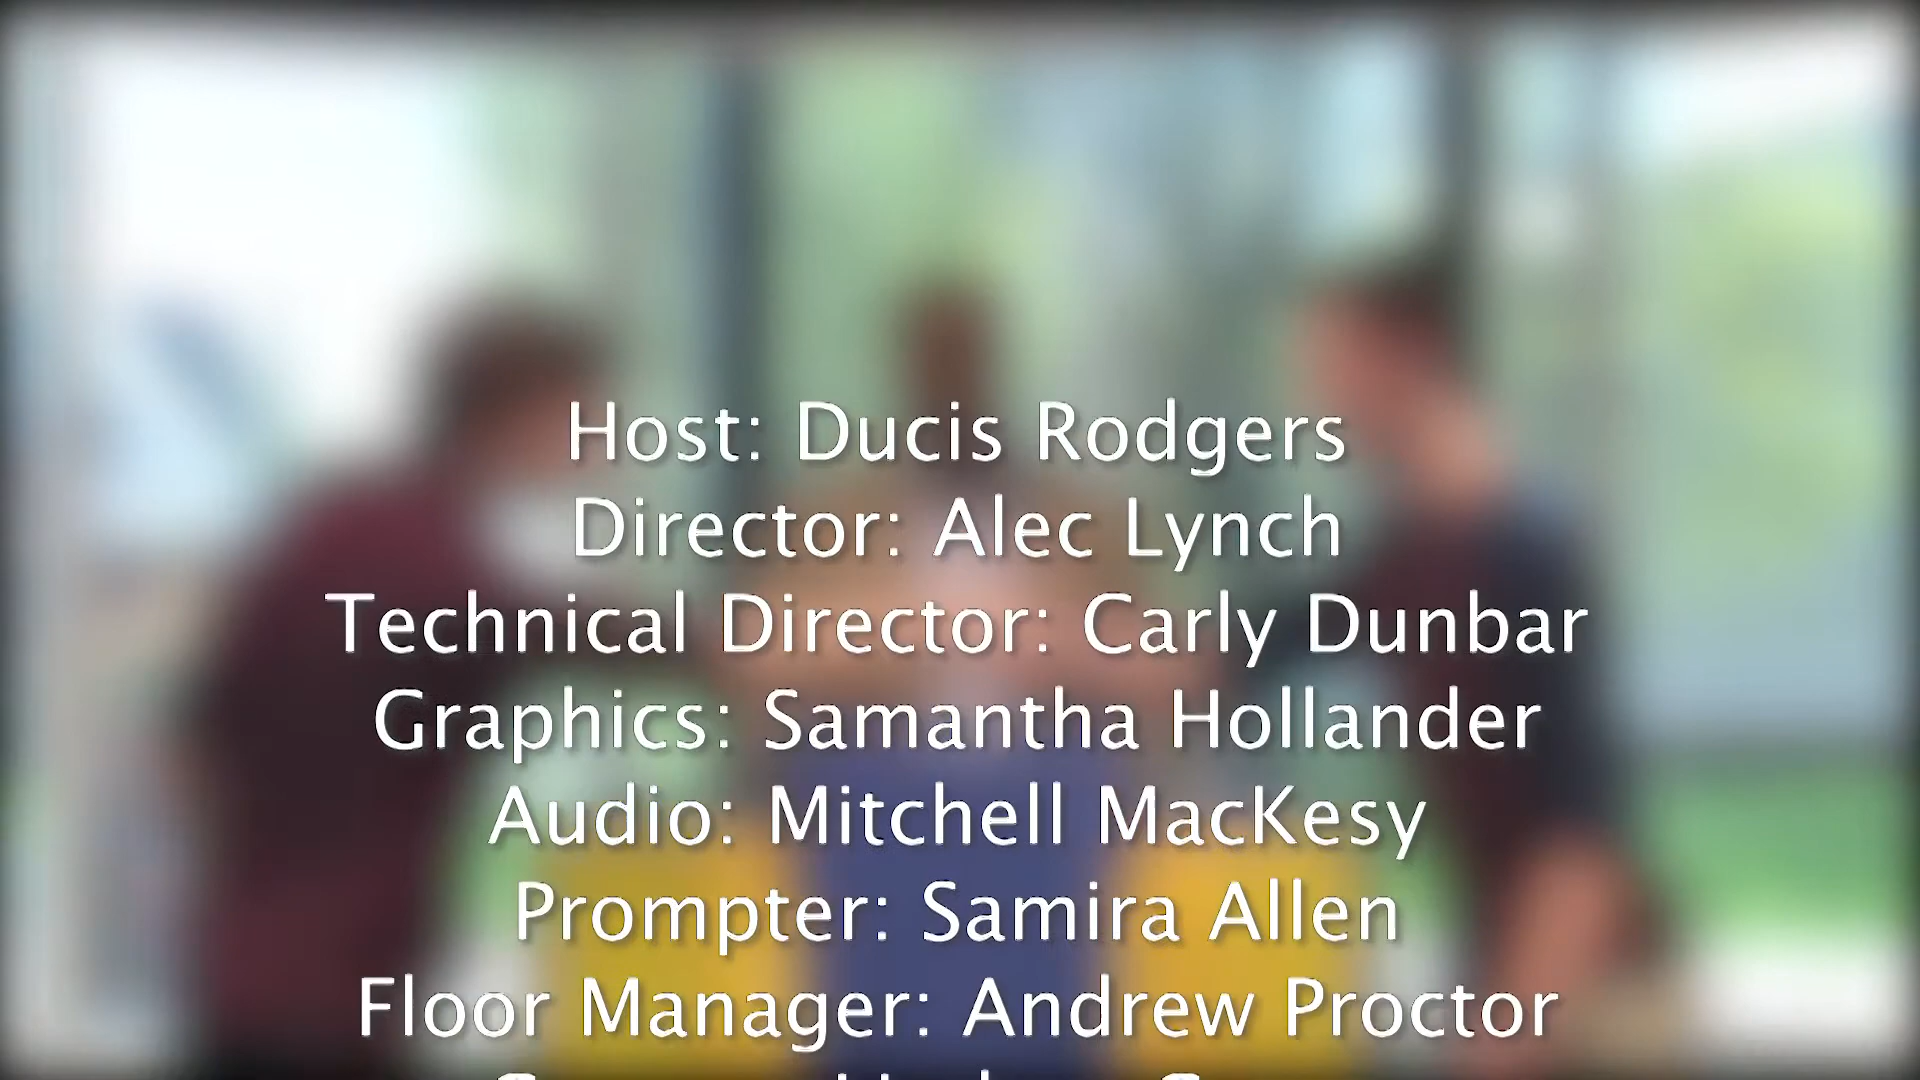 Host: Ducis Rodgers
Director: Alec Lynch
Technical Director: Carly Dunbar
Graphics: Samantha Hollander
Audio: Mitchell MacKesy
Prompter: Samira Allen
Floor Manager: Andrew Proctor